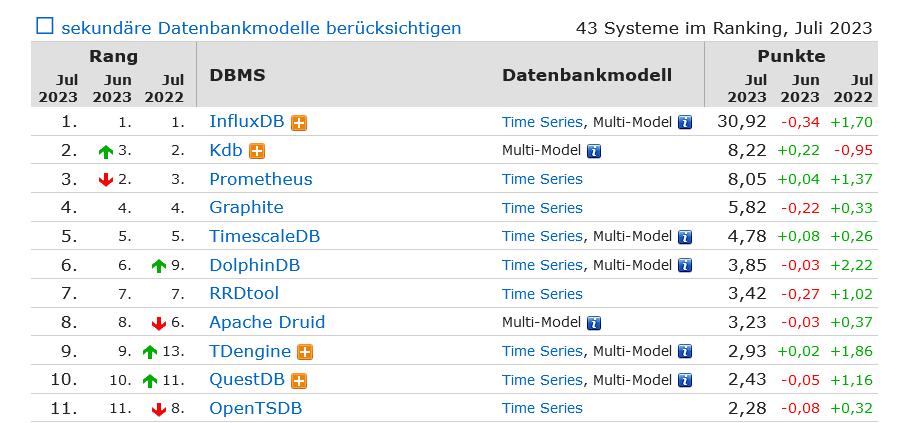 sekundäre Datenbankmodelle berücksichtigen 43 Systeme im Ranking, Juli 2023
Rang DBMS Datenbankmodell Punkte
Jul 2023 Jun 2023 Jul 2022 Jul 2023 Jun 2023 Jul 2022
1. 1. 1. InfluxDB Time Series, Multi-Model 30,92 -0,34 +1,70
2. 3. 2. Kdb Multi-Model 8,22 +0,22 -0,95
3. 2. 3. Prometheus Time Series 8,05 +0,04 +1,37
4. 4. 4. Graphite Time Series 5,82 -0,22 +0,33
5. 5. 5. TimescaleDB Time Series, Multi-Model 4,78 +0,08 +0,26
6. 6. 9. DolphinDB Time Series, Multi-Model 3,85 -0,03 +2,22
7. 7. 7. RRDtool Time Series 3,42 -0,27 +1,02
8. 8. 6. Apache Druid Multi-Model 3,23 -0,03 +0,37
9. 9. 13. TDengine Time Series, Multi-Model 2,93 +0,02 +1,86
10. 10. 11. QuestDB Time Series, Multi-Model 2,43 -0,05 +1,16
11. 11. 8. OpenTSDB Time Series 2,28 -0,08 +0,32